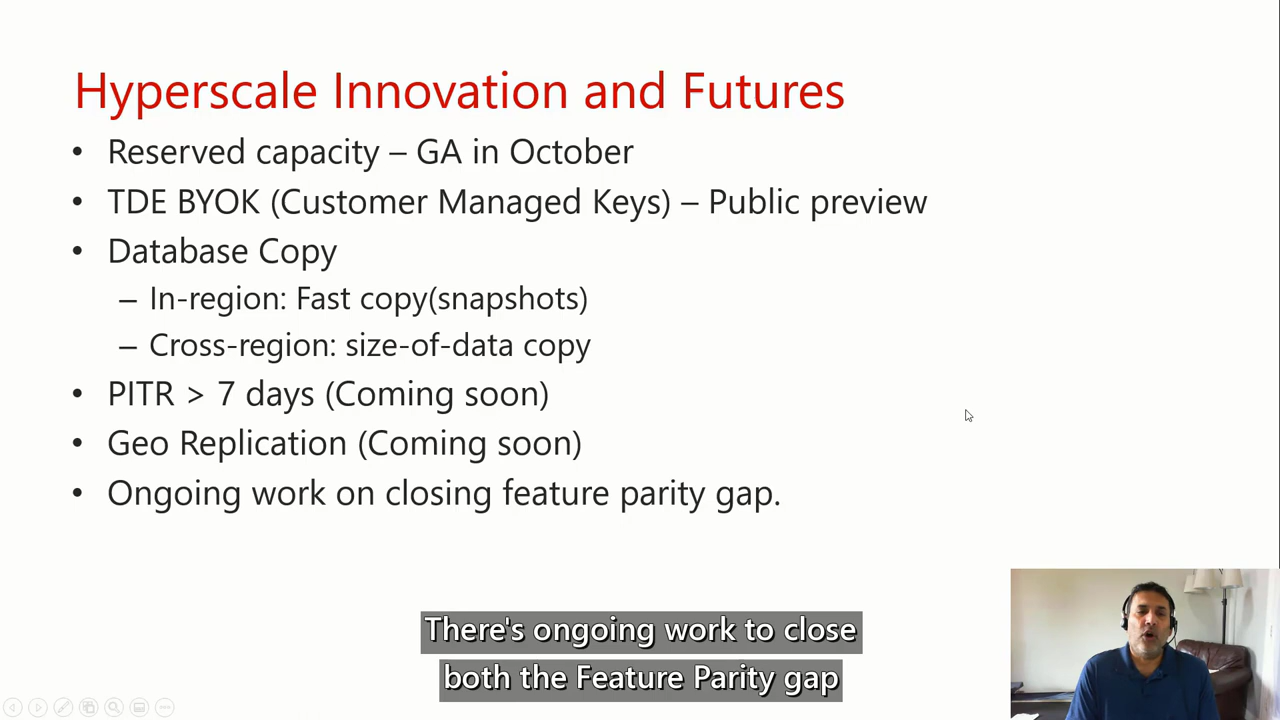 Hyperscale Innovation and Futures
• Reserved capacity – GA in October
• TDE BYOK (Customer Managed Keys) – Public preview
• Database Copy
– In-region: Fast copy(snapshots)
– Cross-region: size-of-data copy
• PITR > 7 days (Coming soon)
• Geo Replication (Coming soon)
• Ongoing work on closing feature parity gap.
There's ongoing work to close
both the Feature Parity gap